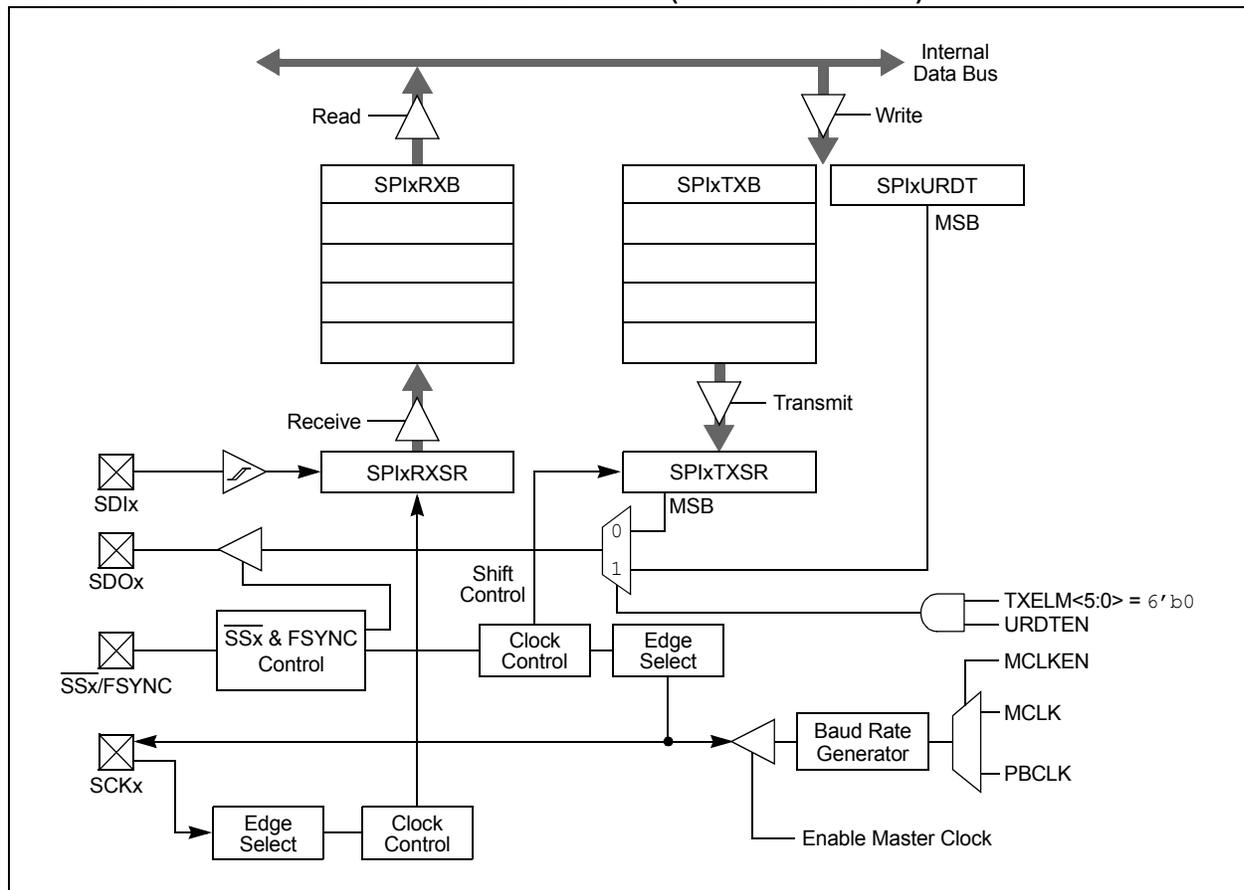 Internal
Data Bus
Read
Write
SPIxRXB
SPIxTXB
SPIxURDT
MSB
Receive
Transmit
SPIxRXSR
SPIxTXSR
SDIx
MSB
0
1
SDOx
Shift
Control
TXELM<5:0> = 6’b0
URDTEN
SSx & FSYNC
Control
Clock
Control
Edge
Select
MCLKEN
SSx/FSYNC
MCLK
Baud Rate
Generator
PBCLK
SCKx
Edge
Select
Clock
Control
Enable Master Clock